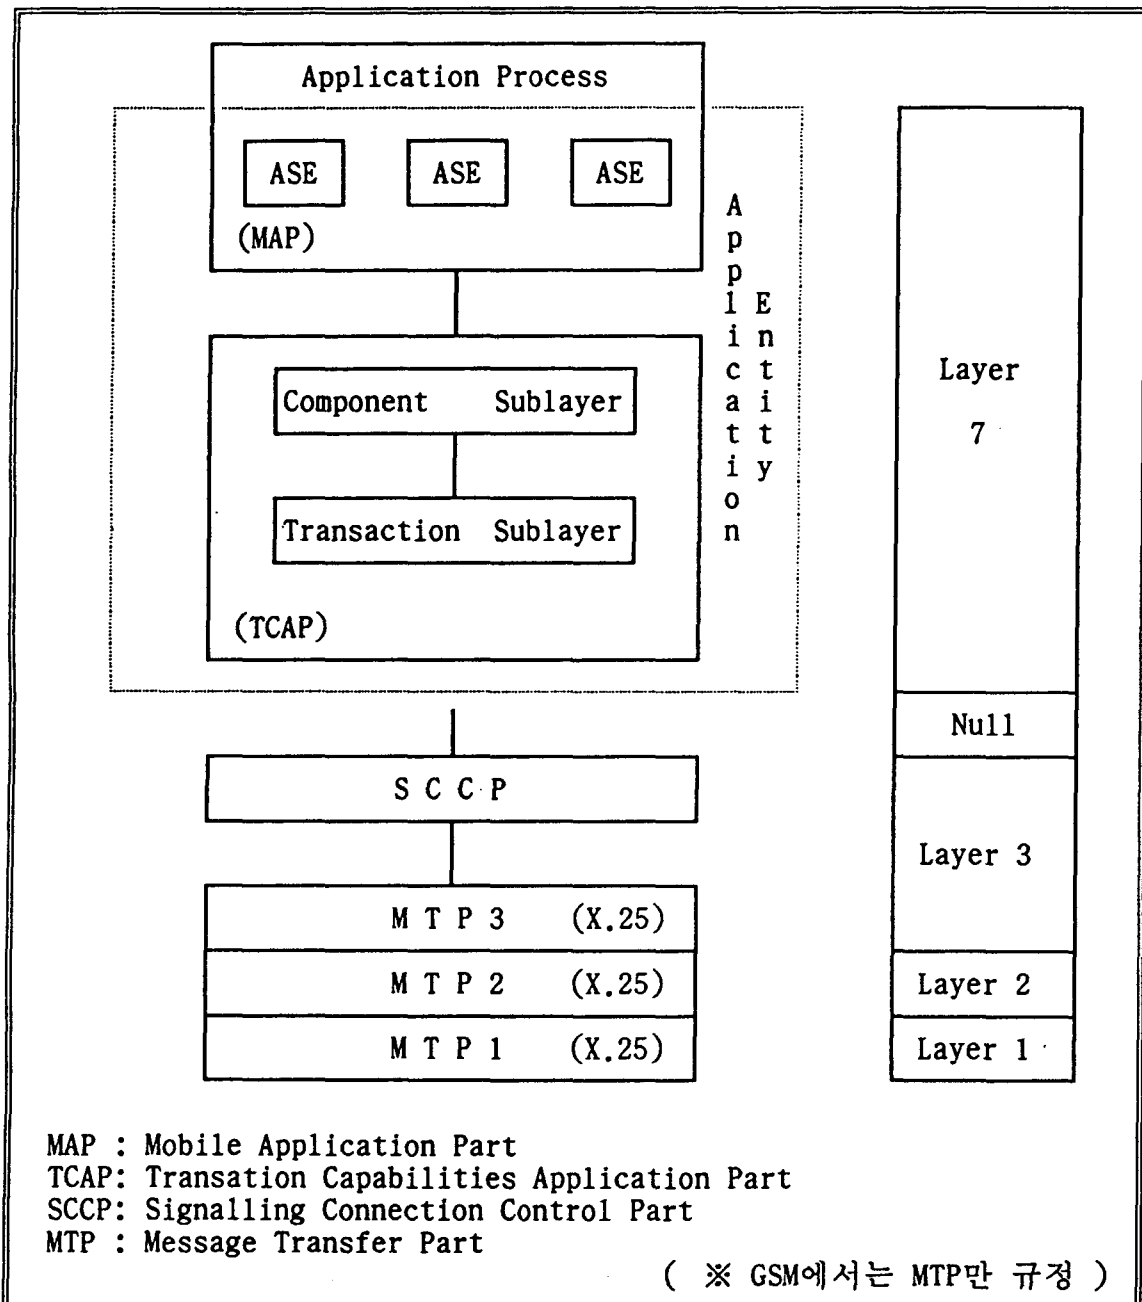 Application Process
ASE ASE ASE
(MAP)
Application
Entity
Component Sublayer
Transaction Sublayer
(TCAP)
Layer
7
Null
S C C P
Layer 3
M T P 3 (X.25)
M T P 2 (X.25)
Layer 2
M T P 1 (X.25)
Layer 1
MAP : Mobile Application Part
TCAP: Transation Capabilities Application Part
SCCP: Signalling Connection Control Part
MTP : Message Transfer Part
( ※ GSM에서는 MTP만 규정 )